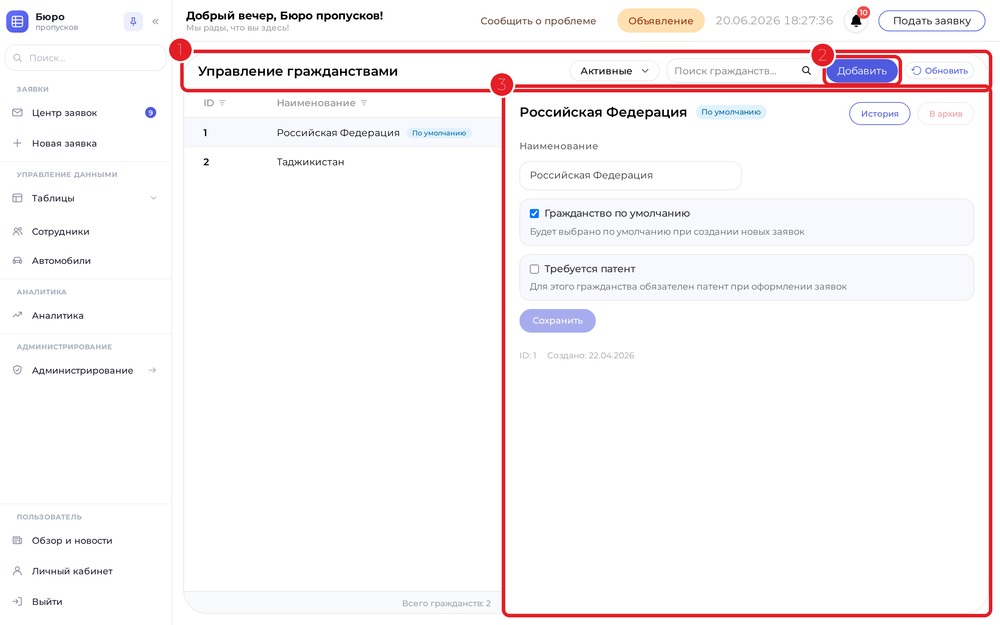 Бюро
пропусков
Поиск...
ЗАЯВКИ
Центр заявок 9
Новая заявка
УПРАВЛЕНИЕ ДАННЫМИ
Таблицы
Сотрудники
Автомобили
АНАЛИТИКА
Аналитика
АДМИНИСТРИРОВАНИЕ
Администрирование
ПОЛЬЗОВАТЕЛЬ
Обзор и новости
Личный кабинет
Выйти
Добрый вечер, Бюро пропусков!
Мы рады, что вы здесь!
Сообщить о проблеме
Объявление
20.06.2026 18:27:36
10
Подать заявку
1
Управление гражданствами
Активные
Поиск гражданств...
2
Добавить
Обновить
3
ID Наименование
1 Российская Федерация По умолчанию
2 Таджикистан
Всего гражданств: 2
Российская Федерация По умолчанию
История
В архив
Наименование
Российская Федерация
Гражданство по умолчанию
Будет выбрано по умолчанию при создании новых заявок
Требуется патент
Для этого гражданства обязателен патент при оформлении заявок
Сохранить
ID: 1 Создано: 22.04.2026